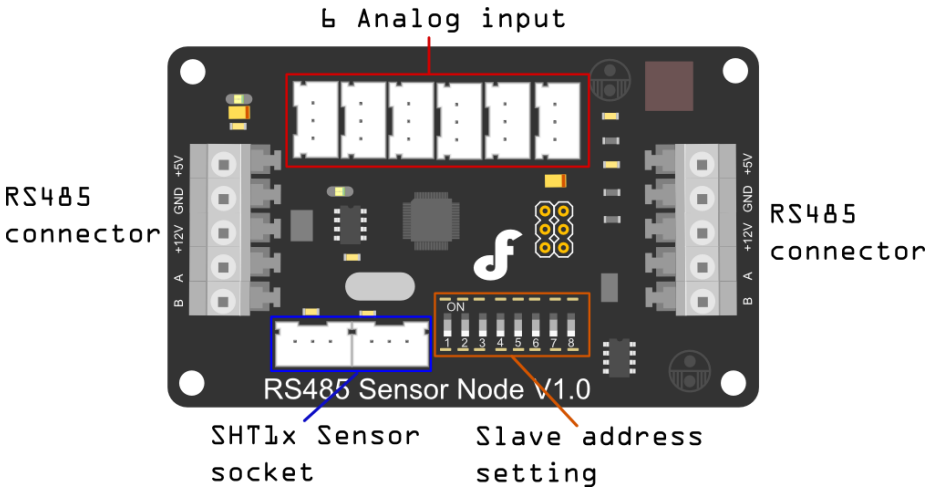 6 Analog input
RS485
connector
+5V
GND
+12V
A
B
+5V
GND
+12V
A
B
RS485
connector
ON
1 2 3 4 5 6 7 8
RS485 Sensor Node V1.0
SHT1x Sensor
socket
Slave address
setting